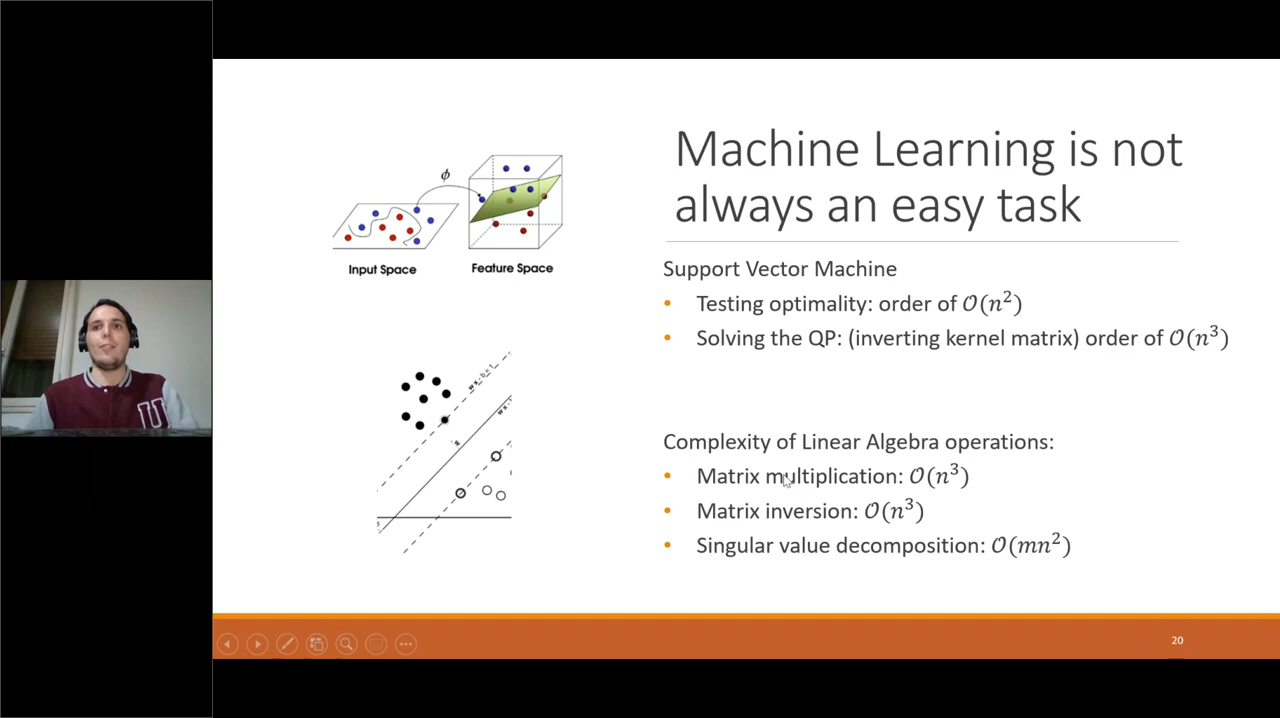 Machine Learning is not
always an easy task
ϕ
Input Space
Feature Space
Support Vector Machine
• Testing optimality: order of 𝒪(n²)
• Solving the QP: (inverting kernel matrix) order of 𝒪(n³)
Complexity of Linear Algebra operations:
• Matrix multiplication: 𝒪(n³)
• Matrix inversion: 𝒪(n³)
• Singular value decomposition: 𝒪(mn²)
U
20